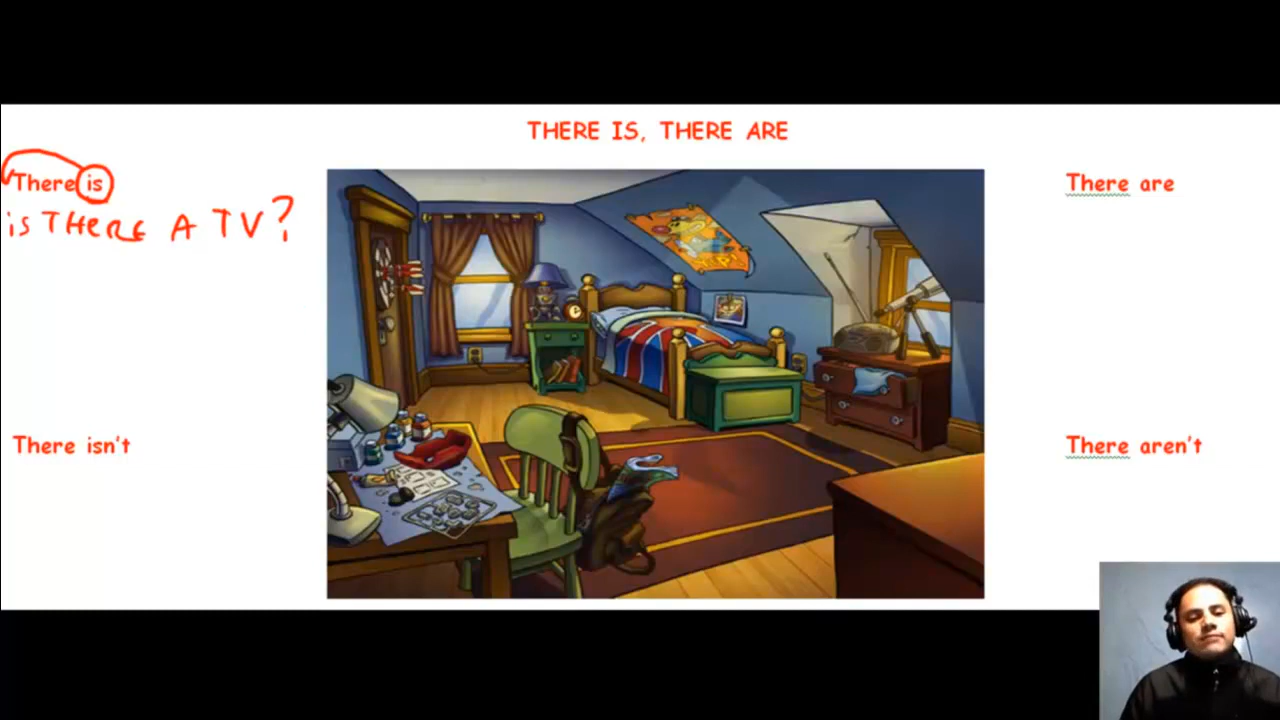 THERE IS, THERE ARE
There is
is THERE A TV?
There isn't
There are
There aren't